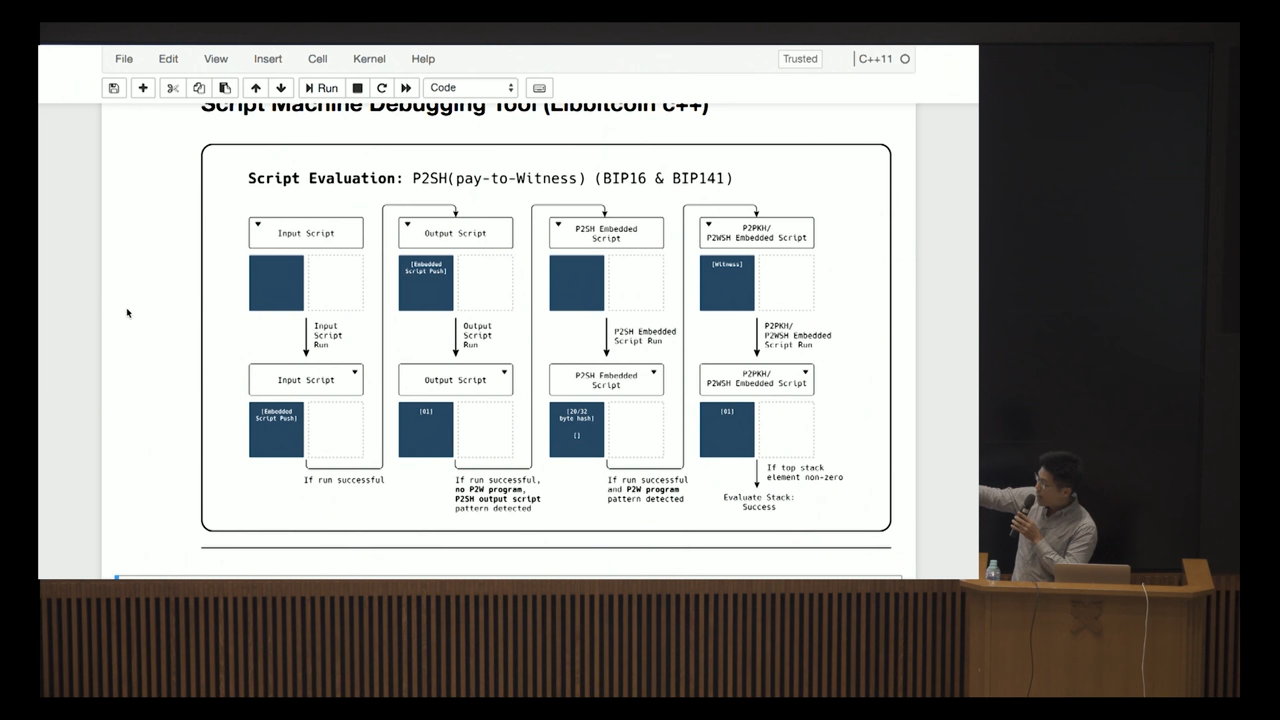 File Edit View Insert Cell Kernel Help Trusted C++11
Run Code
Script Machine Debugging Tool (Libbitcoin c++)
Script Evaluation: P2SH(pay-to-Witness) (BIP16 & BIP141)
Input Script
Output Script
P2SH Embedded
Script
P2PKH/
P2WSH Embedded Script
[Embedded
Script Push]
[Witness]
Input
Script
Run
Output
Script
Run
P2SH Embedded
Script Run
P2PKH/
P2WSH Embedded
Script Run
Input Script
Output Script
P2SH Embedded
Script
P2PKH/
P2WSH Embedded Script
[Embedded
Script Push]
[01]
[20/32
byte hash]
[]
[01]
If run successful
If run successful,
no P2W program,
P2SH output script
pattern detected
If run successful
and P2W program
pattern detected
If top stack
element non-zero
Evaluate Stack:
Success